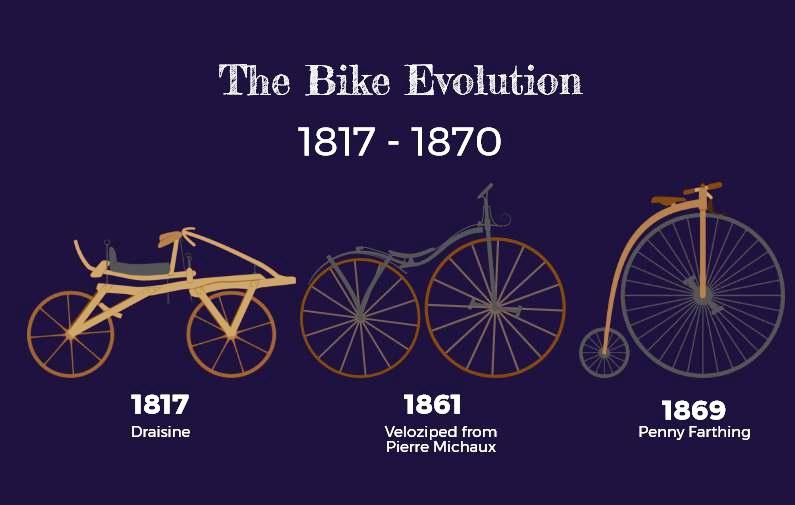 The Bike Evolution
1817 - 1870
1817
Draisine
1861
Veloziped from
Pierre Michaux
1869
Penny Farthing